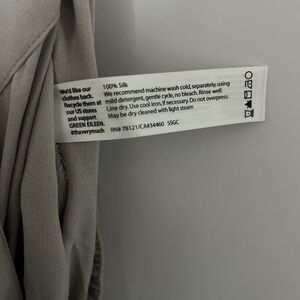 We'd like our
clothes back.
Recycle them at
our US stores
and support
GREEN EILEEN.
#theverymuch
100% Silk
We recommend machine wash cold, separately, using
mild detergent, gentle cycle, no bleach. Rinse well.
Line dry. Use cool iron, if necessary. Do not overpress.
May be dry cleaned with light steam
RN# 78121/CA#34460 SSGC